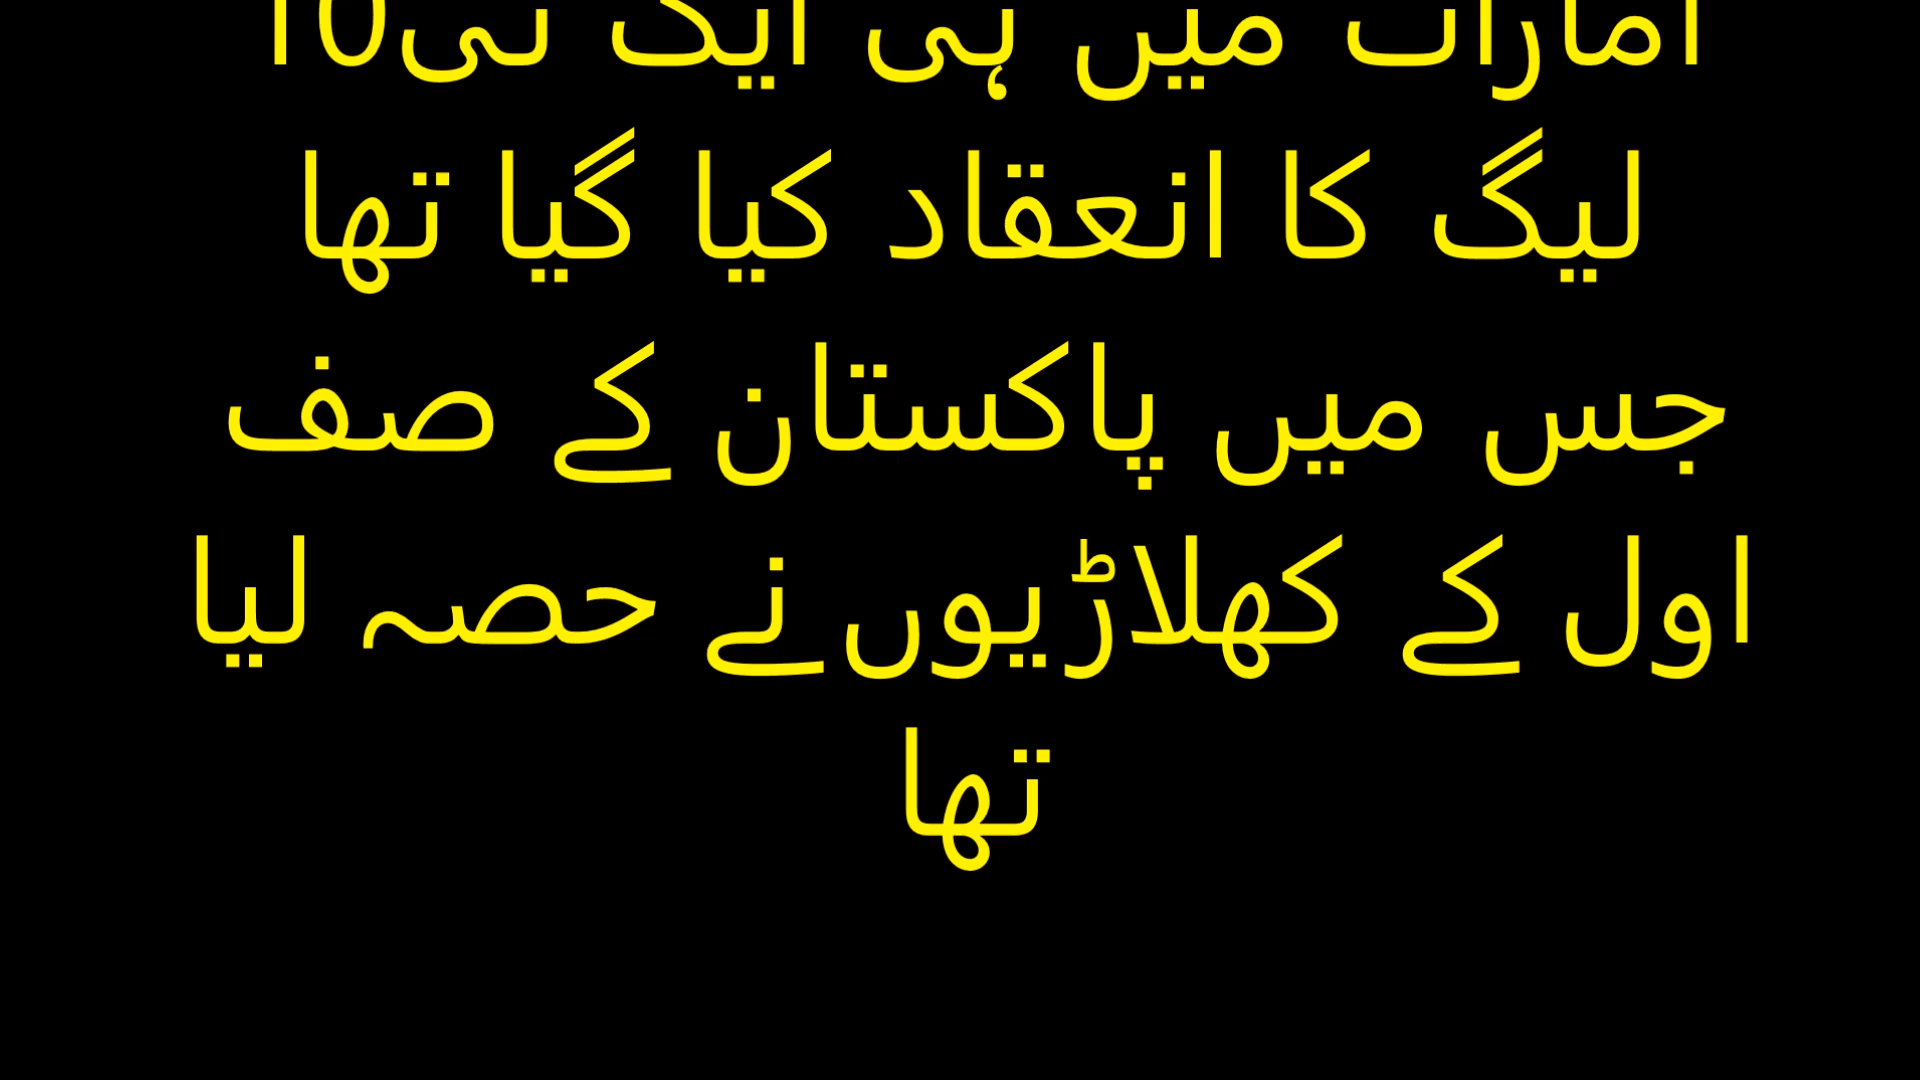 امارات میں ہی ایک ٹی10
لیگ کا انعقاد کیا گیا تھا
جس میں پاکستان کے صف
اول کے کھلاڑیوں نے حصہ لیا
تھا